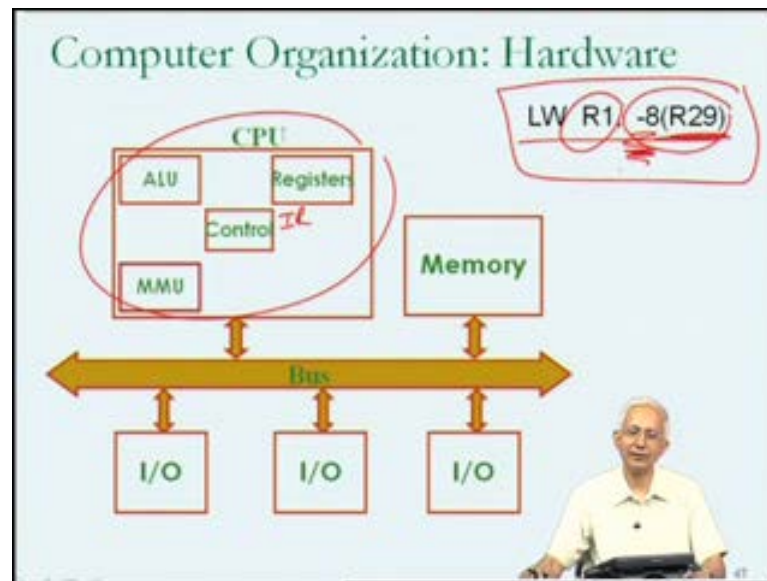 Computer Organization: Hardware
LW R1, -8(R29)
CPU
ALU
Registers
Control
IR
MMU
Memory
Bus
I/O
I/O
I/O